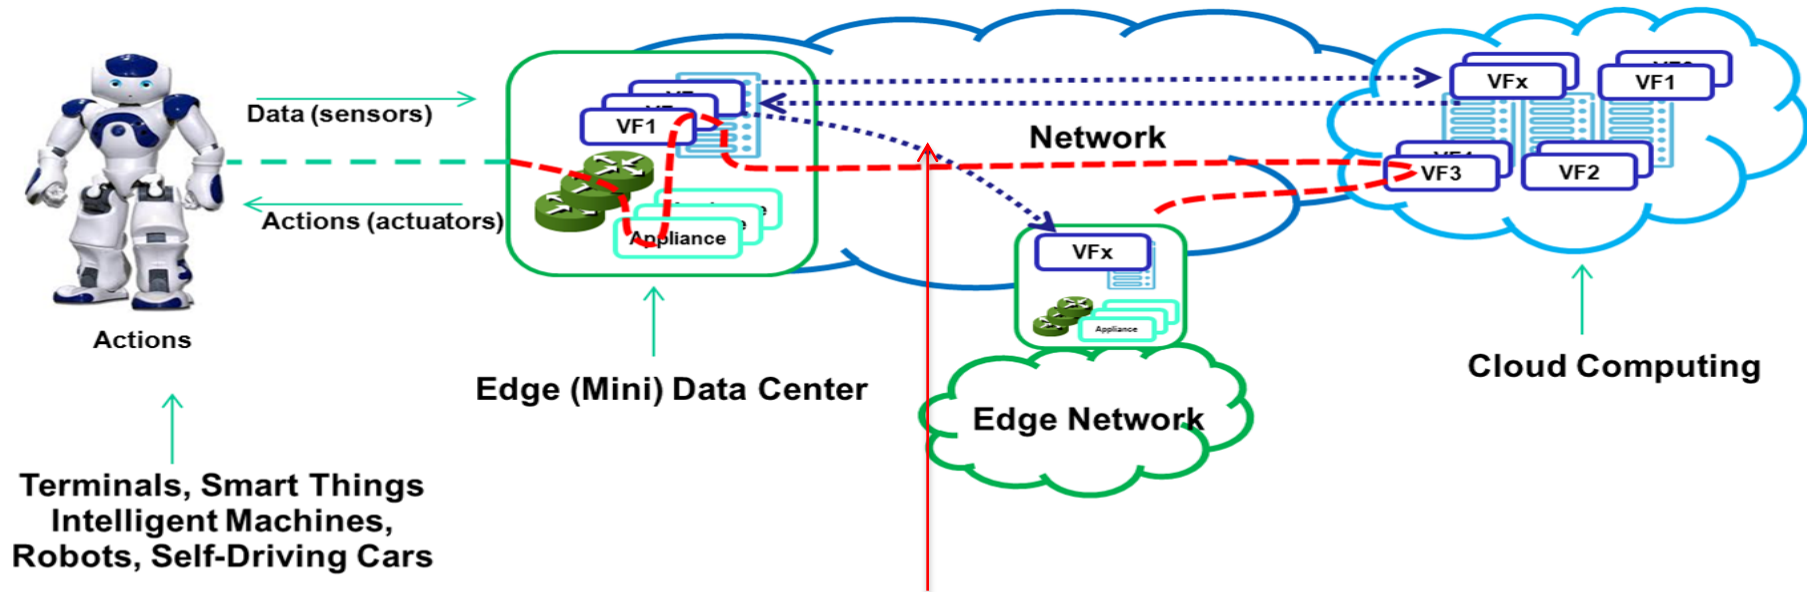 Data (sensors)
Actions (actuators)
Actions
Terminals, Smart Things
Intelligent Machines,
Robots, Self-Driving Cars
VF1
Appliance
Edge (Mini) Data Center
Network
VFx
Appliance
Edge Network
VFx
VF1
VF3
VF2
Cloud Computing